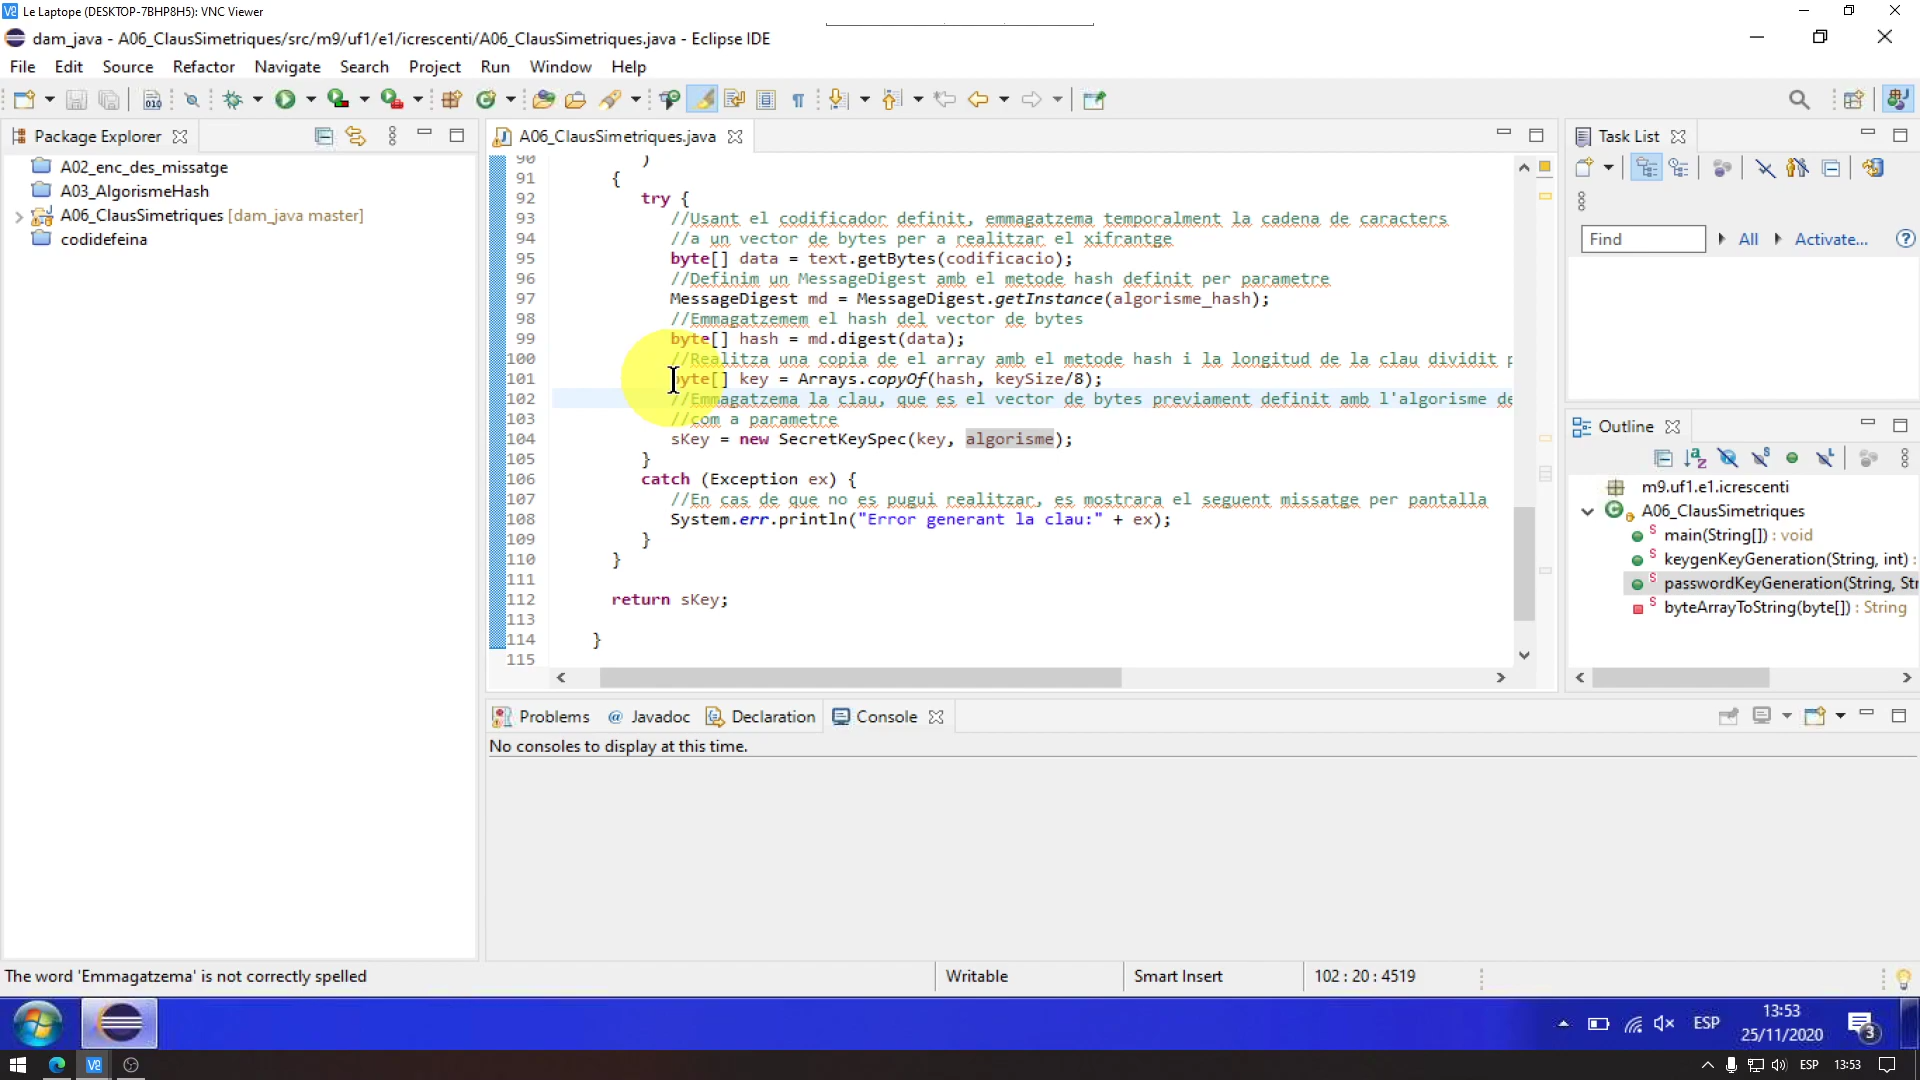 Le Laptope (DESKTOP-7BHP8H5): VNC Viewer
dam_java - A06_ClausSimetriques/src/m9/uf1/e1/icrescenti/A06_ClausSimetriques.java - Eclipse IDE
File Edit Source Refactor Navigate Search Project Run Window Help
Package Explorer
A02_enc_des_missatge
A03_AlgorismeHash
A06_ClausSimetriques [dam_java master]
codidefeina
A06_ClausSimetriques.java
90 )
91 {
92 try {
93 //Usant el codificador definit, emmagatzema temporalment la cadena de caracters
94 //a un vector de bytes per a realitzar el xifrantge
95 byte[] data = text.getBytes(codificacio);
96 //Definim un MessageDigest amb el metode hash definit per parametre
97 MessageDigest md = MessageDigest.getInstance(algorisme_hash);
98 //Emmagatzemem el hash del vector de bytes
99 byte[] hash = md.digest(data);
100 //Realitza una copia de el array amb el metode hash i la longitud de la clau dividit p
101 byte[] key = Arrays.copyOf(hash, keySize/8);
102 //Emmagatzema la clau, que es el vector de bytes previament definit amb l'algorisme de
103 //com a parametre
104 sKey = new SecretKeySpec(key, algorisme);
105 }
106 catch (Exception ex) {
107 //En cas de que no es pugui realitzar, es mostrara el seguent missatge per pantalla
108 System.err.println("Error generant la clau:" + ex);
109 }
110 }
111
112 return sKey;
113
114 }
115
Task List
Find All Activate...
Outline
m9.uf1.e1.icrescenti
A06_ClausSimetriques
main(String[]) : void
keygenKeyGeneration(String, int) :
passwordKeyGeneration(String, Str
byteArrayToString(byte[]) : String
Problems Javadoc Declaration Console
No consoles to display at this time.
The word 'Emmagatzema' is not correctly spelled
Writable Smart Insert 102 : 20 : 4519
ESP 13:53
25/11/2020
3
ESP 13:53